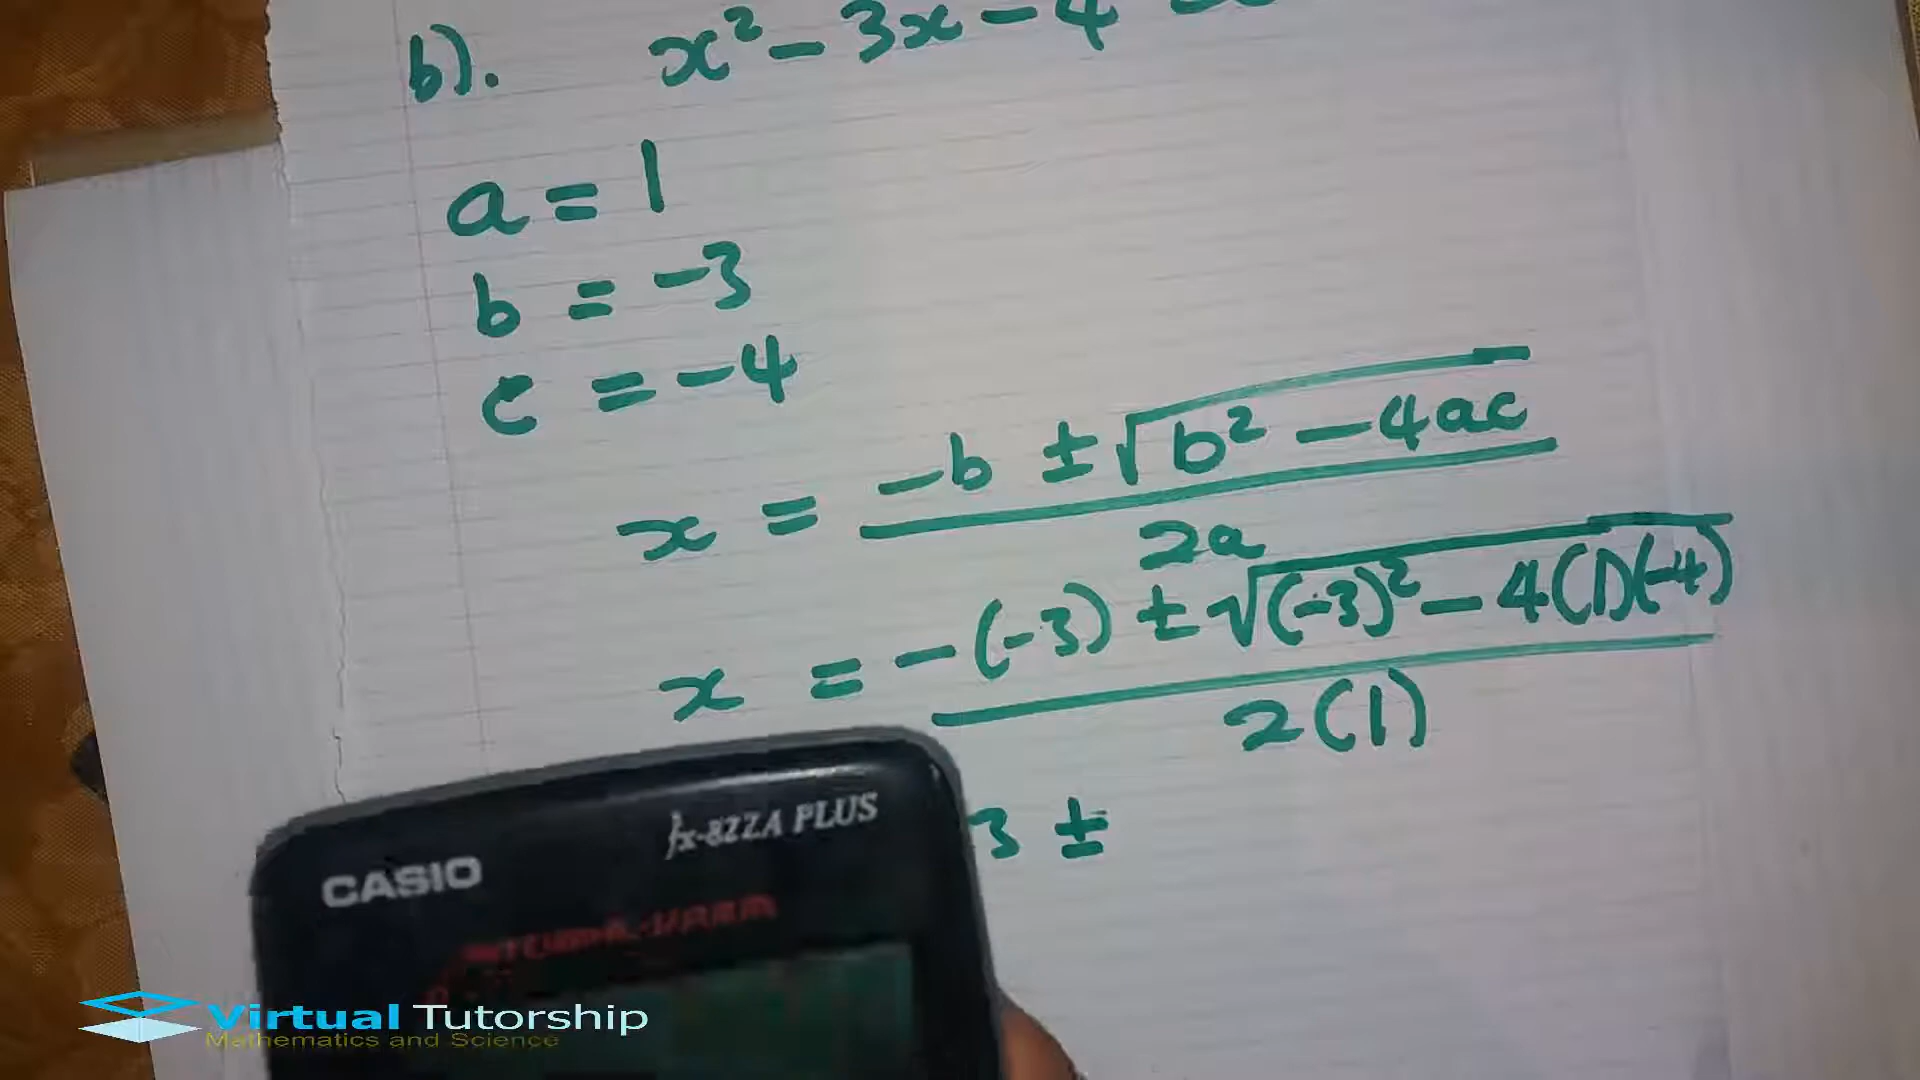 b). x² - 3x - 4
a = 1
b = -3
c = -4
x = -b ± √b² - 4ac
2a
x = -(-3) ± √(-3)² - 4(1)(-4)
2(1)
3 ±
CASIO fx-82ZA PLUS
Virtual Tutorship
Mathematics and Science